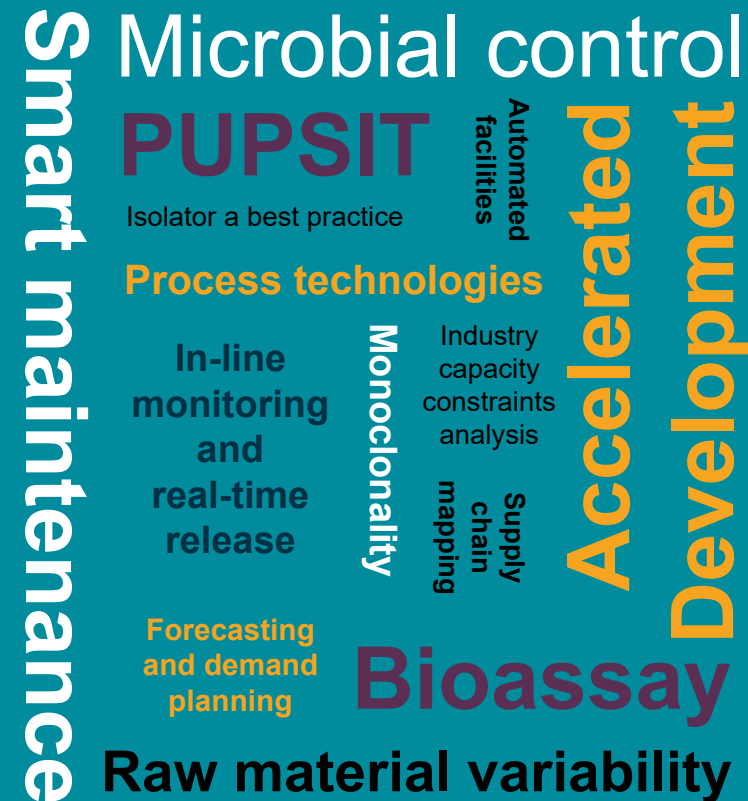 Smart maintenance
Microbial control
PUPSIT
Automated
facilities
Isolator a best practice
Accelerated
Development
Process technologies
In-line
monitoring
and
real-time
release
Monoclonality
Industry
capacity
constraints
analysis
Supply
chain
mapping
Forecasting
and demand
planning
Bioassay
Raw material variability